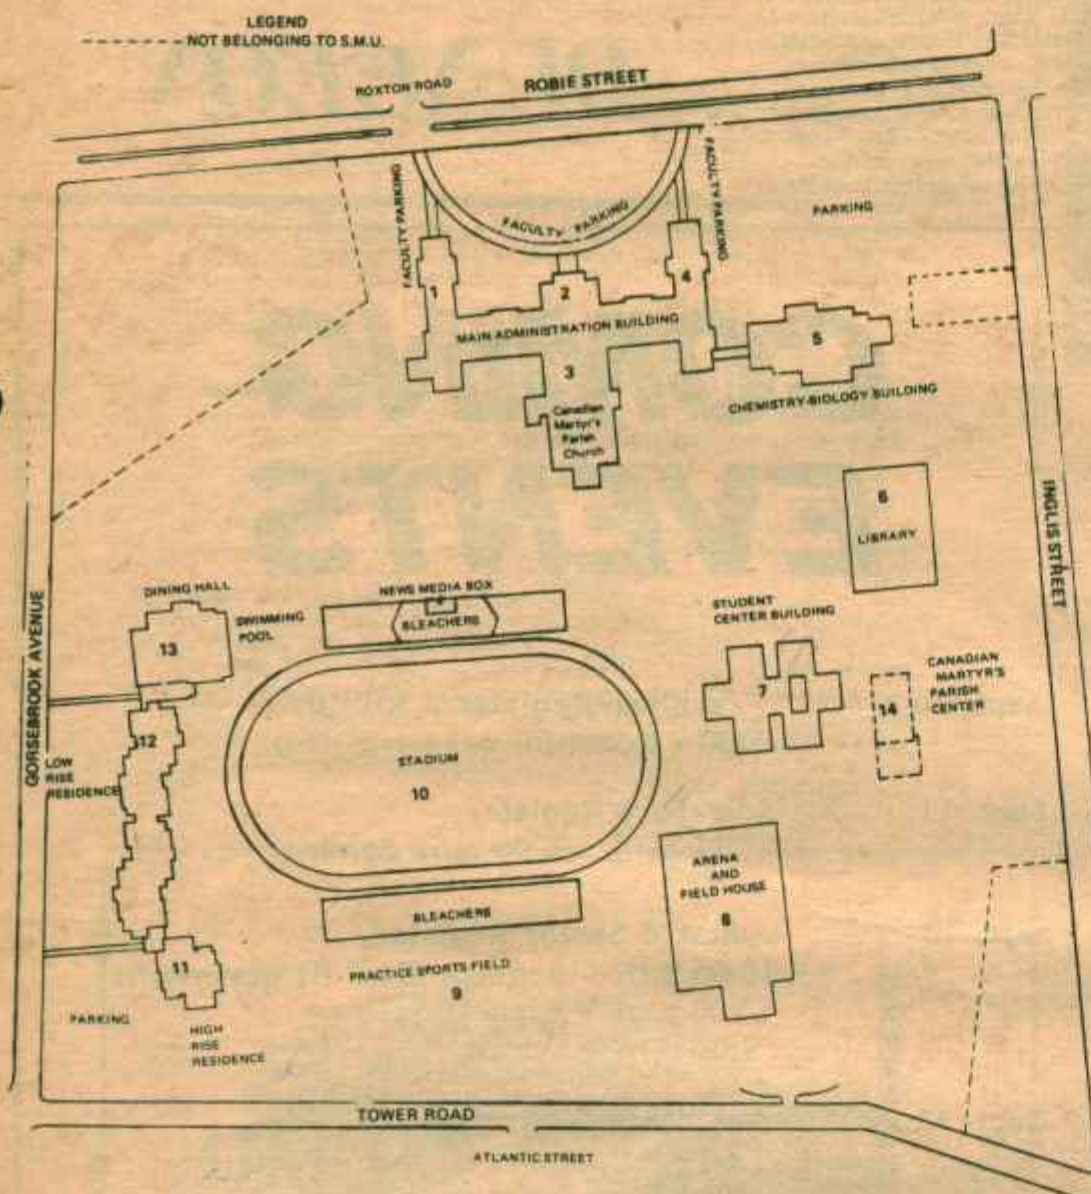 LEGEND
NOT BELONGING TO S.M.U.
ROXTON ROAD
ROBIE STREET
FACULTY PARKING
FACULTY PARKING
FACULTY PARKING
PARKING
1
2
4
MAIN ADMINISTRATION BUILDING
5
3
CHEMISTRY-BIOLOGY BUILDING
Canadian
Martyr's
Parish
Church
6
LIBRARY
INGLIS STREET
GORSEBROOK AVENUE
DINING HALL
SWIMMING
POOL
13
NEWS MEDIA BOX
BLEACHERS
STUDENT
CENTER BUILDING
7
CANADIAN
MARTYR'S
PARISH
CENTER
14
12
LOW
RISE
RESIDENCE
STADIUM
10
ARENA
AND
FIELD HOUSE
8
BLEACHERS
PRACTICE SPORTS FIELD
9
11
PARKING
HIGH
RISE
RESIDENCE
TOWER ROAD
ATLANTIC STREET